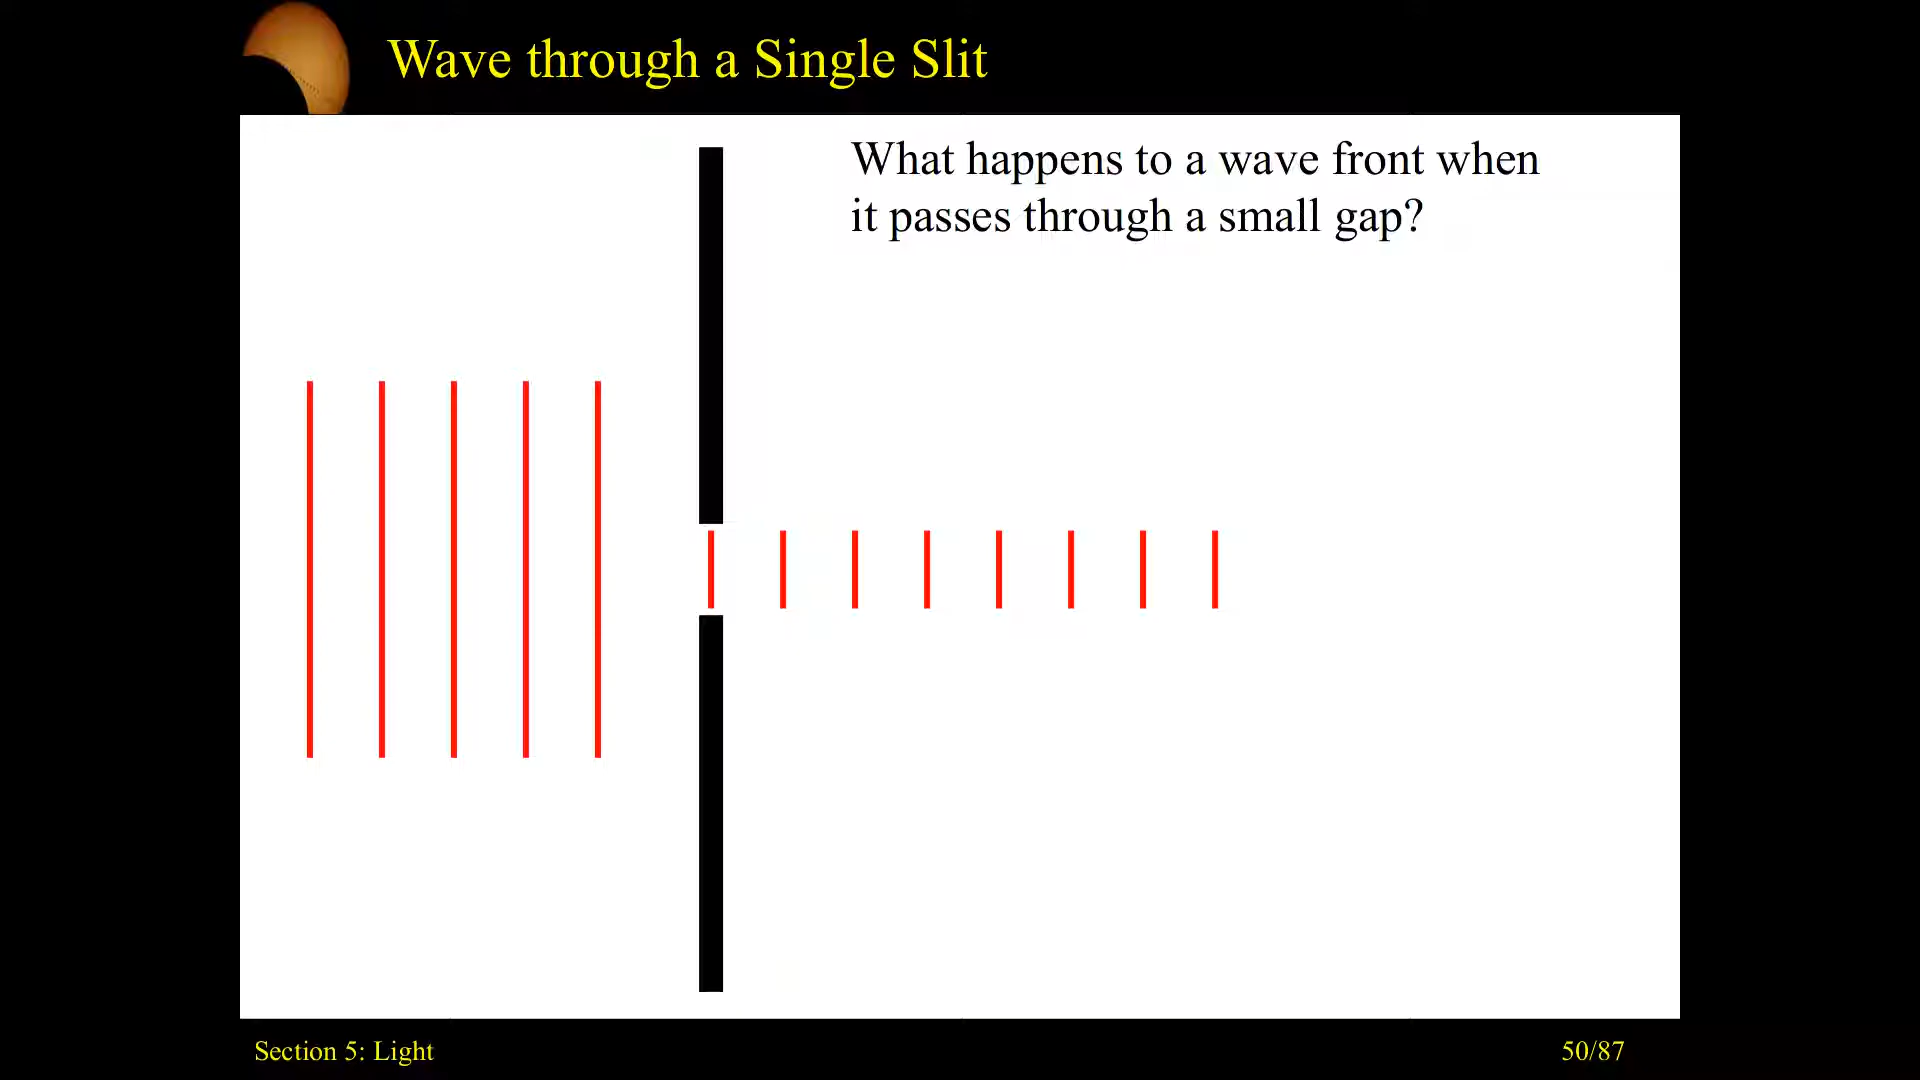 Wave through a Single Slit
What happens to a wave front when
it passes through a small gap?
Section 5: Light
50/87